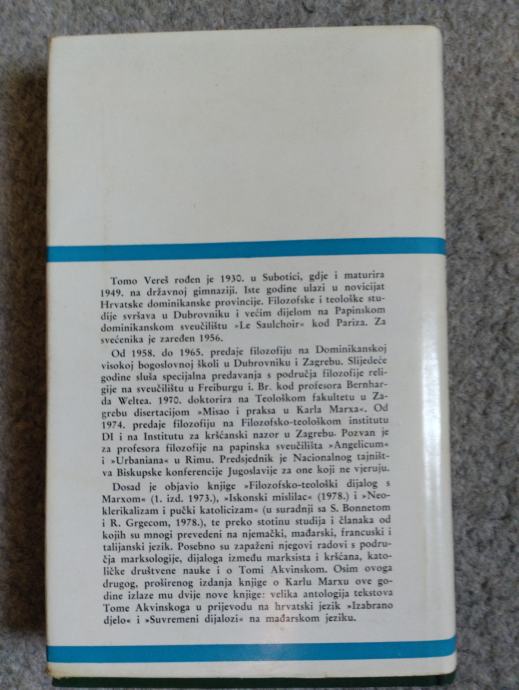 Tomo Vereš rođen je 1930. u Subotici, gdje i maturira
1949. na državnoj gimnaziji. Iste godine ulazi u novicijat
Hrvatske dominikanske provincije. Filozofske i teološke stu-
dije svršava u Dubrovniku i većim dijelom na Papinskom
dominikanskom sveučilištu »Le Saulchoir« kod Pariza. Za
svećenika je zaređen 1956.
Od 1958. do 1965. predaje filozofiju na Dominikanskoj
visokoj bogoslovnoj školi u Dubrovniku i Zagrebu. Slijedeće
godine sluša specijalna predavanja s područja filozofije reli-
gije na sveučilištu u Freiburgu i. Br. kod profesora Bernhar-
da Weltea. 1970. doktorira na Teološkom fakultetu u Za-
grebu disertacijom »Misao i praksa u Karla Marxa«. Od
1974. predaje filozofiju na Filozofsko-teološkom institutu
DI i na Institutu za kršćanski nazor u Zagrebu. Pozvan je
za profesora filozofije na papinska sveučilišta »Angelicum«
i »Urbaniana« u Rimu. Predsjednik je Nacionalnog tajništ-
va Biskupske konferencije Jugoslavije za one koji ne vjeruju.
Dosad je objavio knjige »Filozofsko-teološki dijalog s
Marxom« (1. izd. 1973.), »Iskonski mislilac« (1978.) i »Neo-
klerikalizam i pučki katolicizam« (u suradnji sa S. Bonnetom
i R. Grgecom, 1978.), te preko stotinu studija i članaka od
kojih su mnogi prevedeni na njemački, mađarski, francuski i
talijanski jezik. Posebno su zapaženi njegovi radovi s podru-
čja marksologije, dijaloga između marksista i kršćana, kato-
ličke društvene nauke i o Tomi Akvinskom. Osim ovoga
drugog, proširenog izdanja knjige o Karlu Marxu ove go-
dine izlaze mu dvije nove knjige: velika antologija tekstova
Tome Akvinskoga u prijevodu na hrvatski jezik »Izabrano
djelo« i »Suvremeni dijalozi« na mađarskom jeziku.